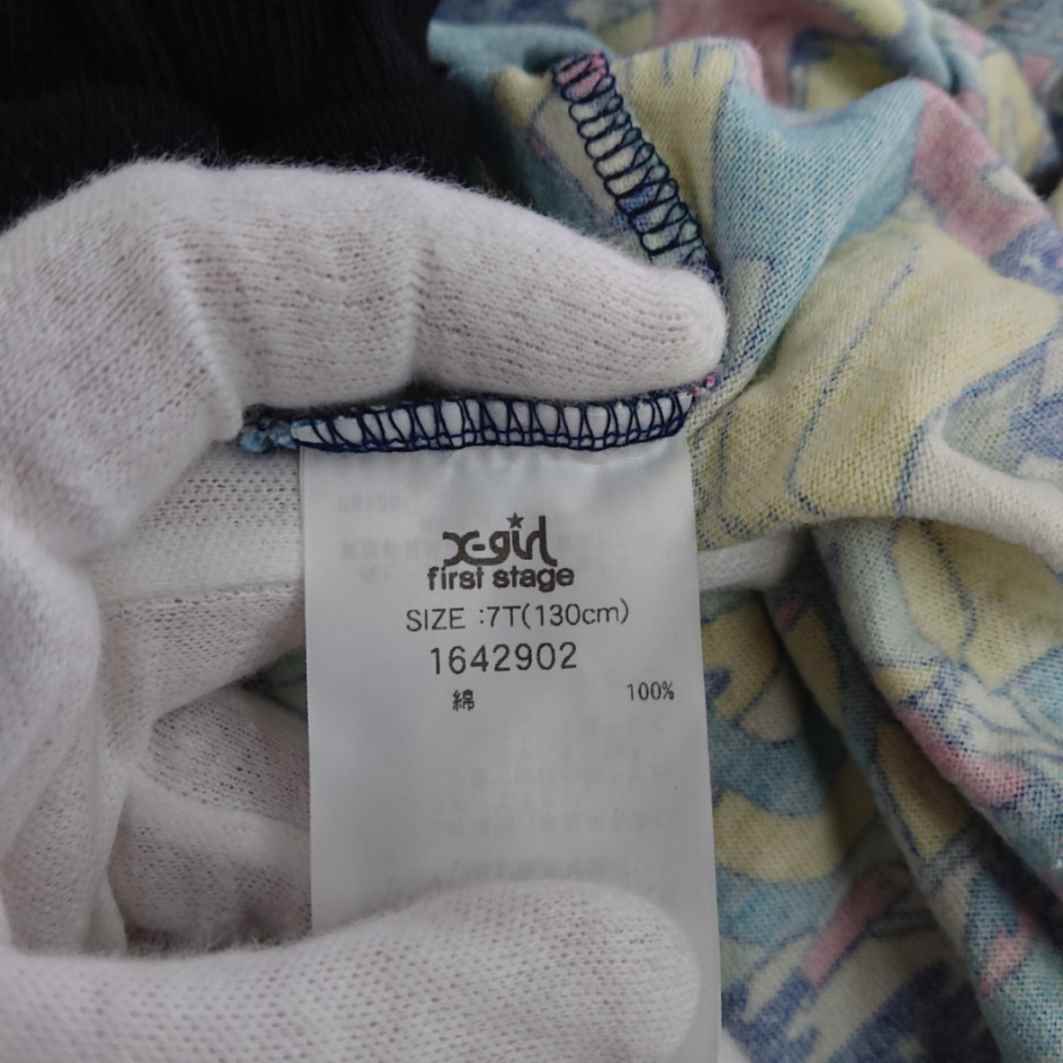 x-girl
first stage
SIZE :7T(130cm)
1642902
綿 100%